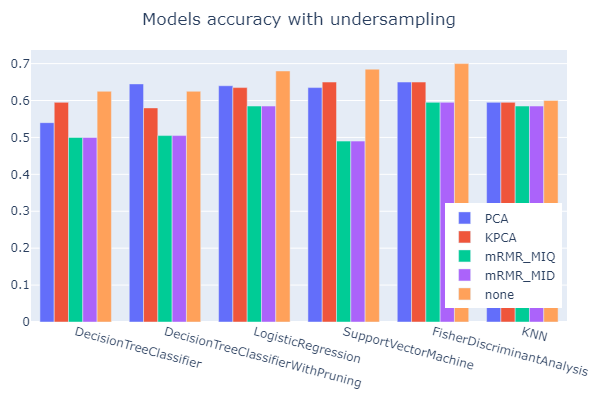 Models accuracy with undersampling
0.7
0.6
0.5
0.4
0.3
0.2
0.1
0
PCA
KPCA
mRMR_MIQ
mRMR_MID
none
DecisionTreeClassifier
DecisionTreeClassifierWithPruning
LogisticRegression
SupportVectorMachine
FisherDiscriminantAnalysis
KNN